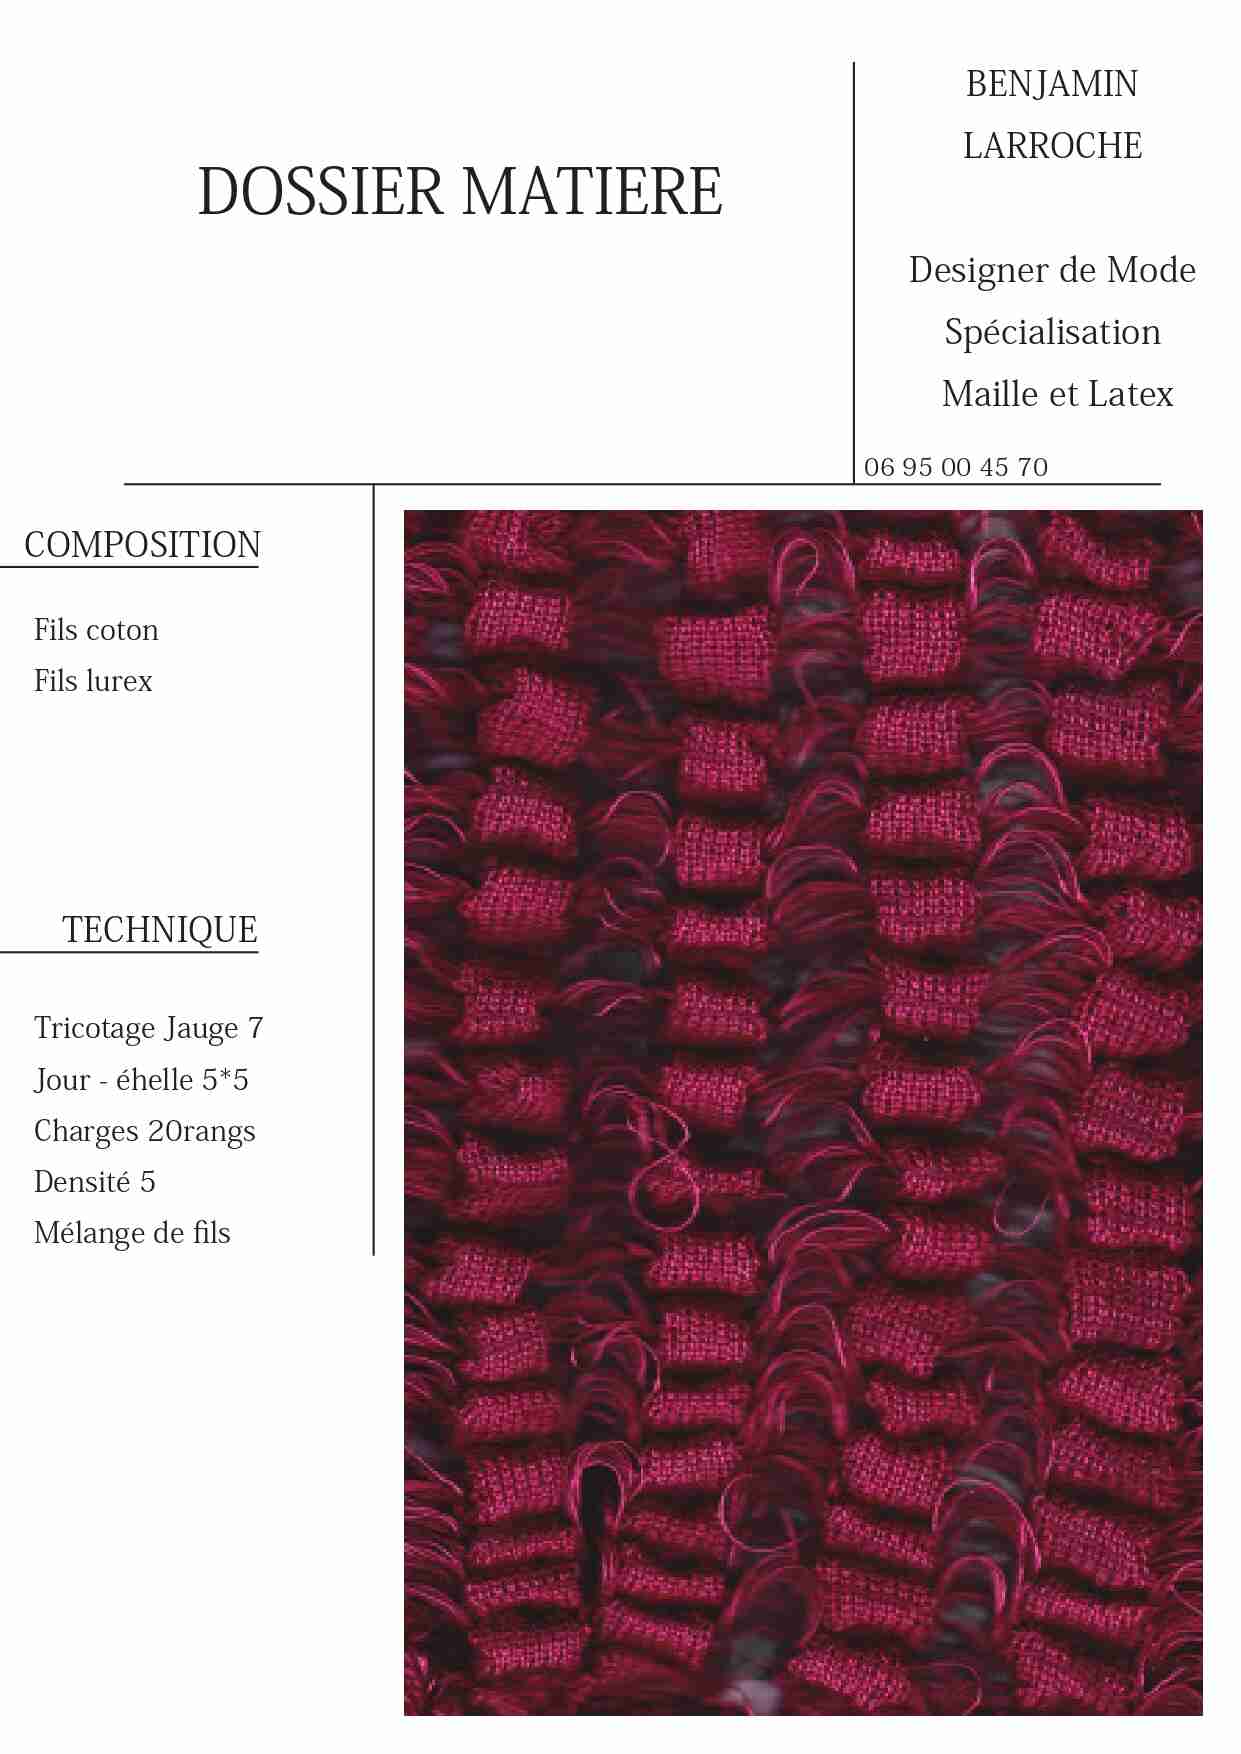 DOSSIER MATIERE
BENJAMIN
LARROCHE
Designer de Mode
Spécialisation
Maille et Latex
06 95 00 45 70
COMPOSITION
Fils coton
Fils lurex
TECHNIQUE
Tricotage Jauge 7
Jour - éhelle 5*5
Charges 20rangs
Densité 5
Mélange de fils